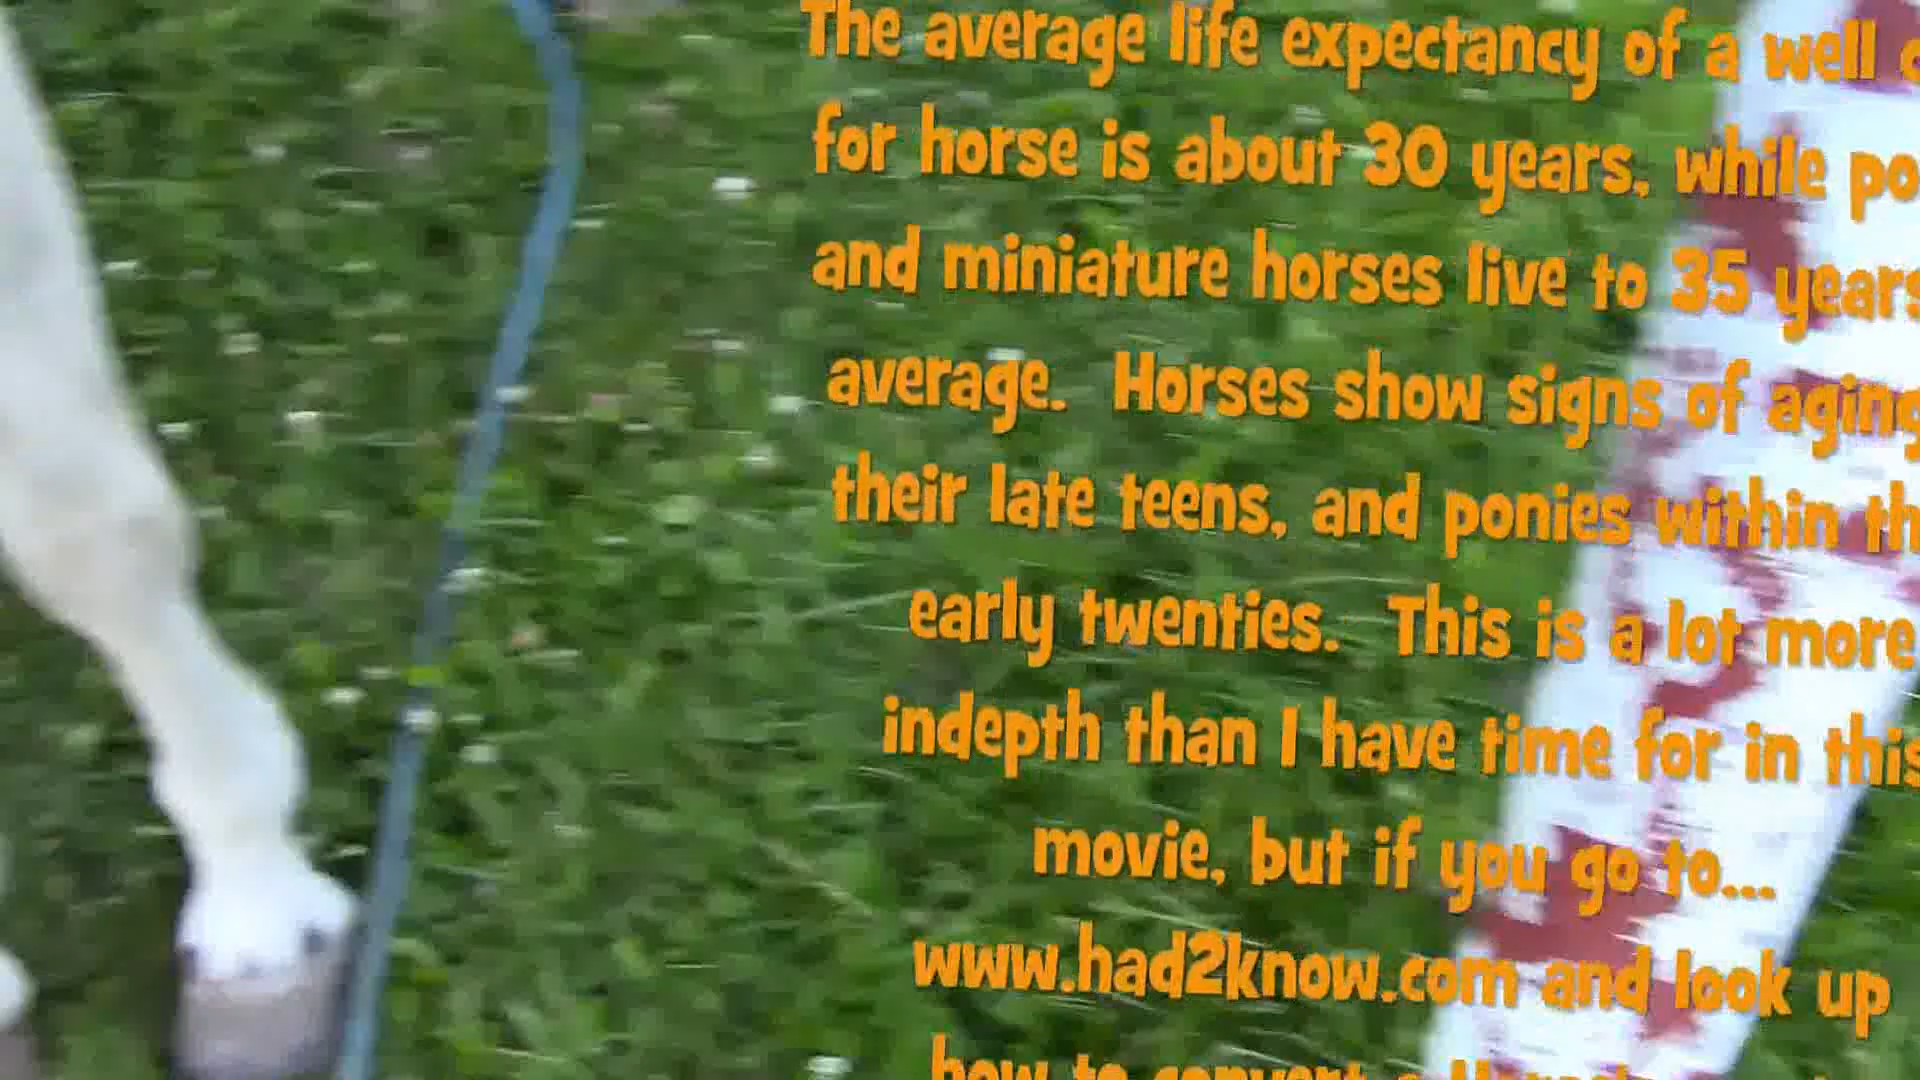 The average life expectancy of a well
for horse is about 30 years, while
and miniature horses live to 35 years
average. Horses show signs of aging
their late teens, and ponies within
early twenties. This is a lot more
indepth than I have time for in this
movie, but if you go to...
www.had2know.com and look up
how to convert a